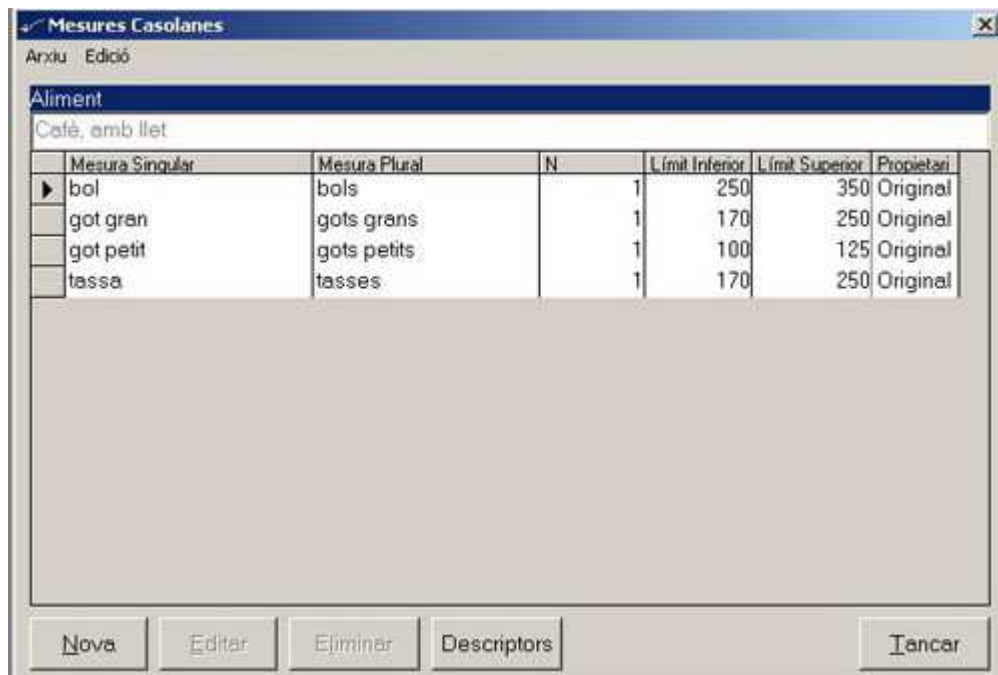 Mesures Casolanes
Arxiu Edició
Aliment
Cafè, amb llet
Mesura Singular Mesura Plural N Límit Inferior Límit Superior Propietari
bol bols 1 250 350 Original
got gran gots grans 1 170 250 Original
got petit gots petits 1 100 125 Original
tassa tasses 1 170 250 Original
Nova Editar Eliminar Descriptors Tancar